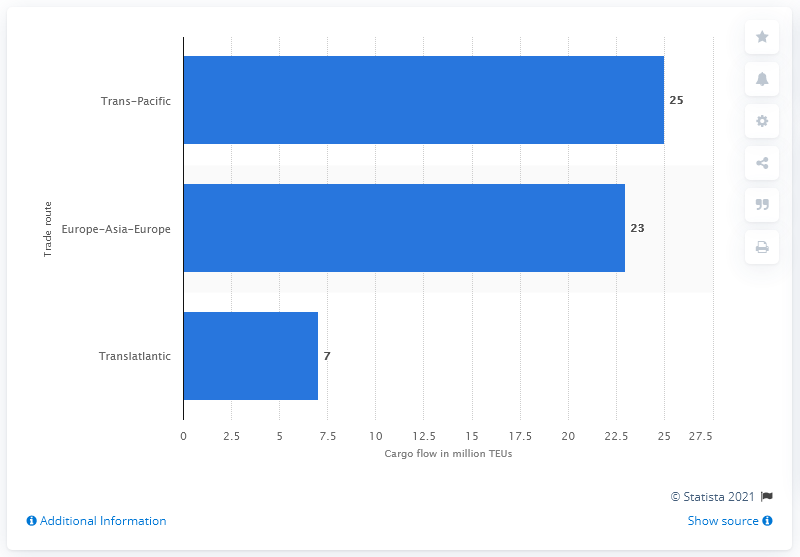 Trans-Pacific
25
Europe-Asia-Europe
23
Translatlantic
7
Trade route
0 2.5 5 7.5 10 12.5 15 17.5 20 22.5 25 27.5
Cargo flow in million TEUs
© Statista 2021
Additional Information
Show source